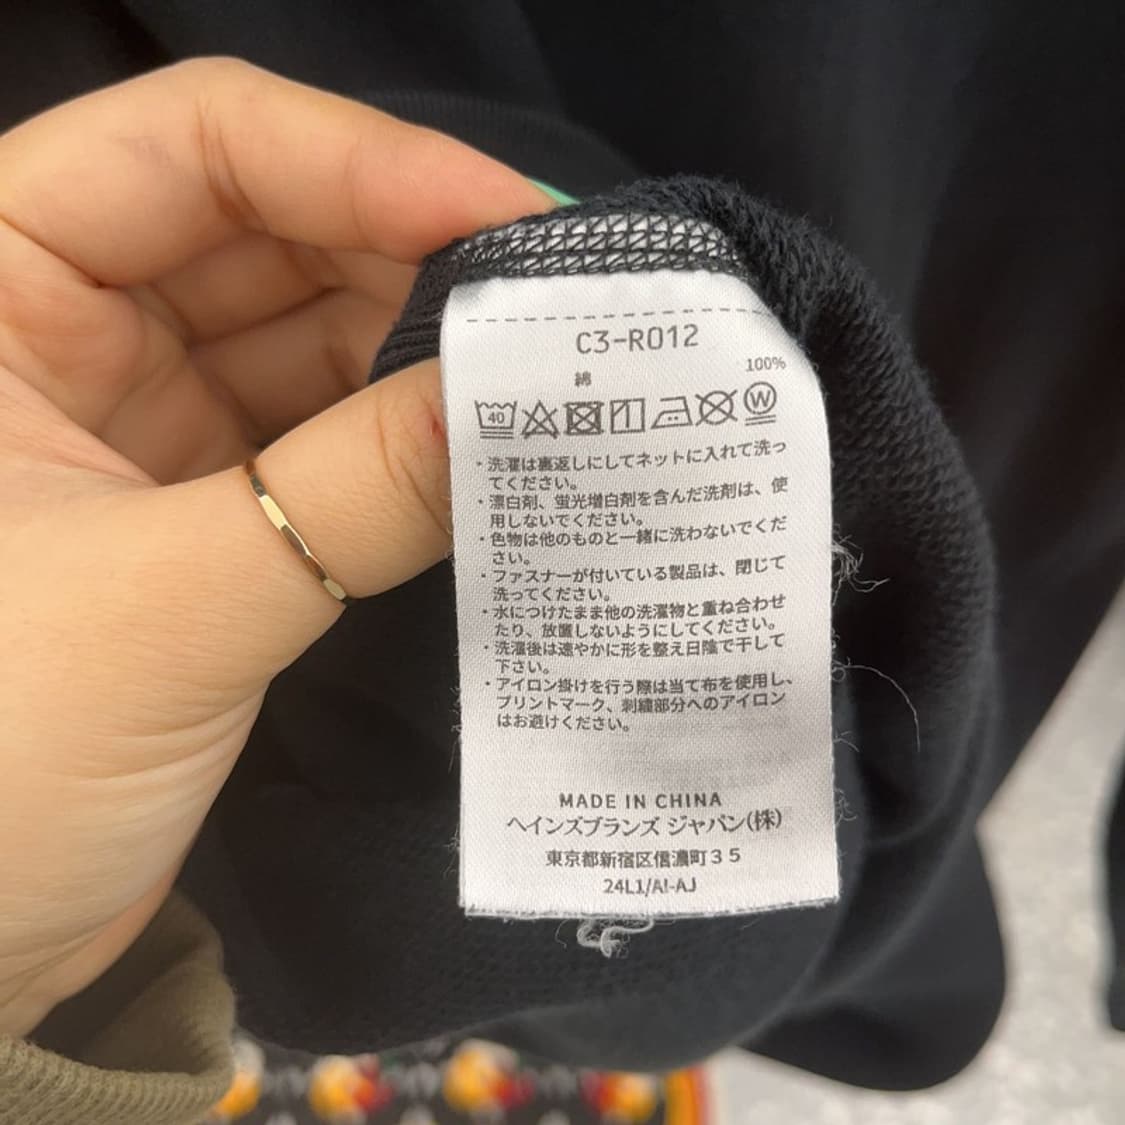 C3-R012
100%
綿
40 W
・洗濯は裏返しにしてネットに入れて洗っ
てください。
・漂白剤、蛍光増白剤を含んだ洗剤は、使
用しないでください。
・色物は他のものと一緒に洗わないでくだ
さい。
・ファスナーが付いている製品は、閉じて
洗ってください。
・水につけたまま他の洗濯物と重ね合わせ
たり、放置しないようにしてください。
・洗濯後は速やかに形を整え日陰で干して
下さい。
・アイロン掛けを行う際は当て布を使用し、
プリントマーク、刺繍部分へのアイロン
はお避けください。
MADE IN CHINA
ヘインズブランズ ジャパン(株)
東京都新宿区信濃町35
24L1/AI-AJ